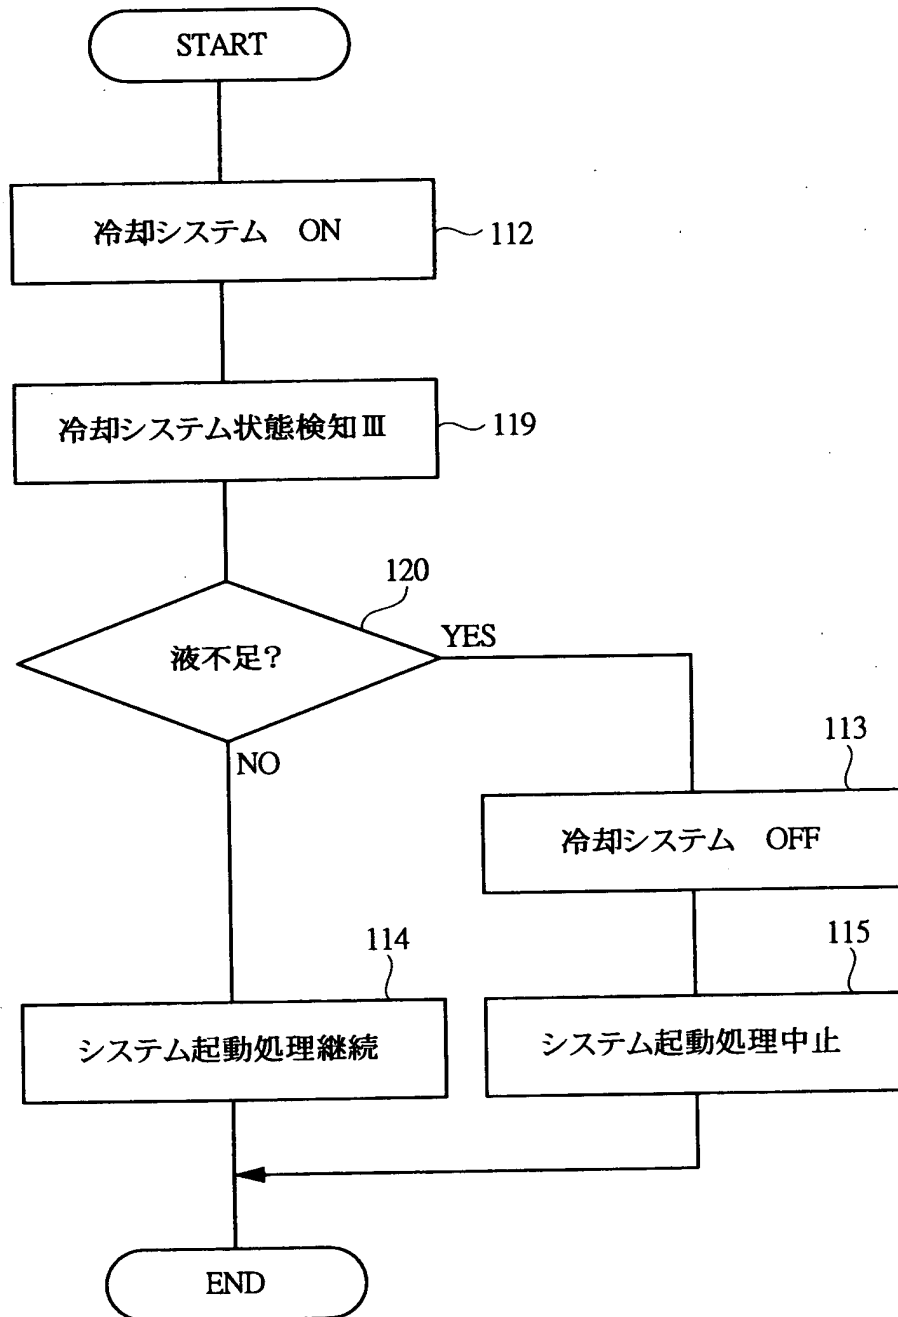 START
冷却システム ON
112
冷却システム状態検知Ⅲ
119
120
液不足?
YES
NO
113
冷却システム OFF
114
システム起動処理継続
115
システム起動処理中止
END